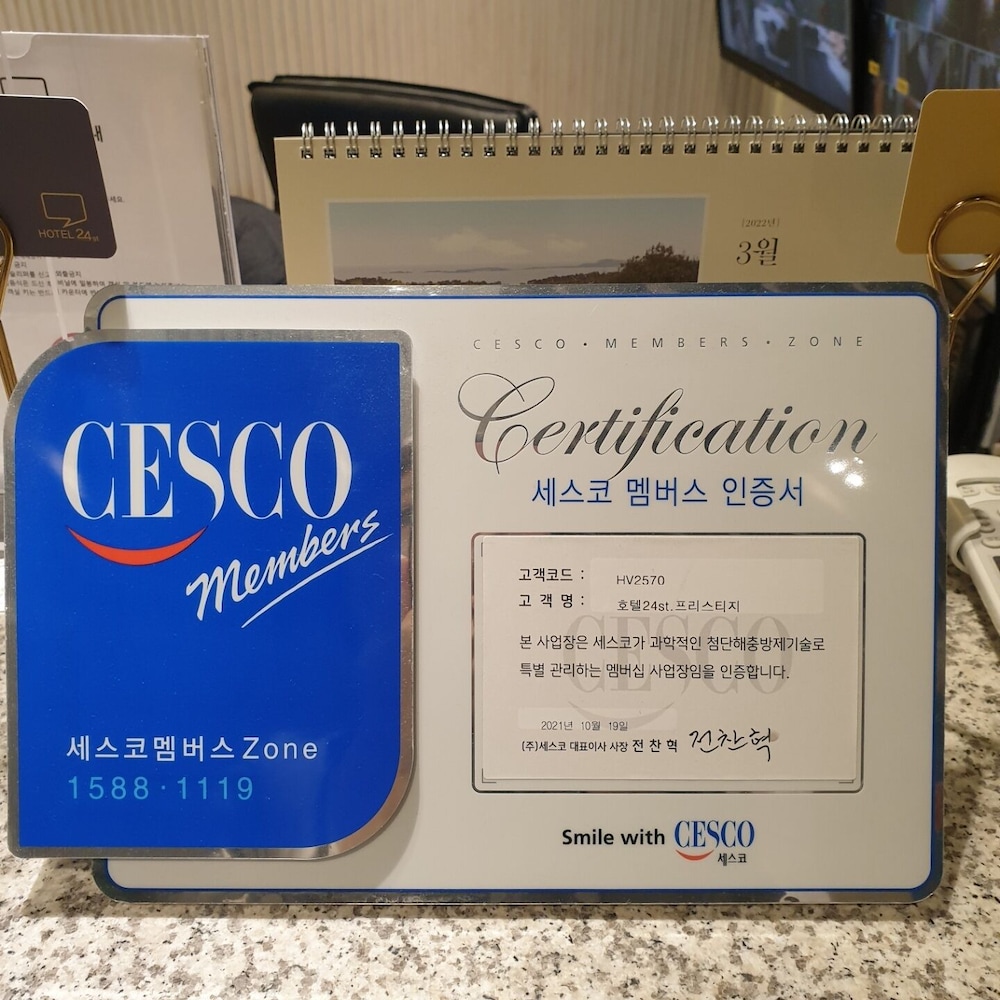 HOTEL 24st
[2022년]
3월
CESCO • MEMBERS • ZONE
Certification
세스코 멤버스 인증서
CESCO
Members
세스코멤버스Zone
1588·1119
고객코드 : HV2570
고 객 명 : 호텔24st.프리스티지
본 사업장은 세스코가 과학적인 첨단해충방제기술로
특별 관리하는 멤버십 사업장임을 인증합니다.
2021년 10월 19일
(주)세스코 대표이사 사장 전 찬 혁 전찬혁
CESCO
Smile with CESCO
세스코